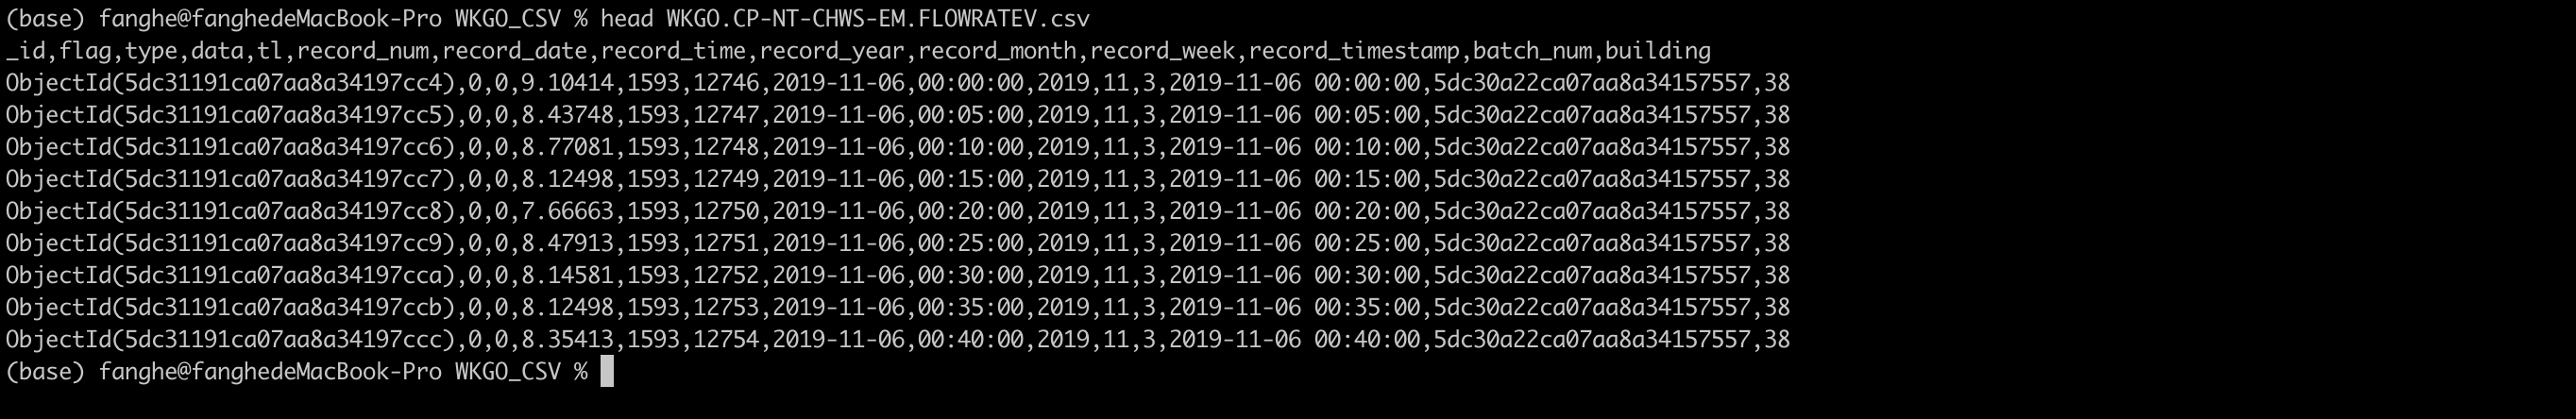 (base) fanghe@fanghedeMacBook-Pro WKGO_CSV % head WKGO.CP-NT-CHWS-EM.FLOWRATEV.csv
_id,flag,type,data,tl,record_num,record_date,record_time,record_year,record_month,record_week,record_timestamp,batch_num,building
ObjectId(5dc31191ca07aa8a34197cc4),0,0,9.10414,1593,12746,2019-11-06,00:00:00,2019,11,3,2019-11-06 00:00:00,5dc30a22ca07aa8a34157557,38
ObjectId(5dc31191ca07aa8a34197cc5),0,0,8.43748,1593,12747,2019-11-06,00:05:00,2019,11,3,2019-11-06 00:05:00,5dc30a22ca07aa8a34157557,38
ObjectId(5dc31191ca07aa8a34197cc6),0,0,8.77081,1593,12748,2019-11-06,00:10:00,2019,11,3,2019-11-06 00:10:00,5dc30a22ca07aa8a34157557,38
ObjectId(5dc31191ca07aa8a34197cc7),0,0,8.12498,1593,12749,2019-11-06,00:15:00,2019,11,3,2019-11-06 00:15:00,5dc30a22ca07aa8a34157557,38
ObjectId(5dc31191ca07aa8a34197cc8),0,0,7.66663,1593,12750,2019-11-06,00:20:00,2019,11,3,2019-11-06 00:20:00,5dc30a22ca07aa8a34157557,38
ObjectId(5dc31191ca07aa8a34197cc9),0,0,8.47913,1593,12751,2019-11-06,00:25:00,2019,11,3,2019-11-06 00:25:00,5dc30a22ca07aa8a34157557,38
ObjectId(5dc31191ca07aa8a34197cca),0,0,8.14581,1593,12752,2019-11-06,00:30:00,2019,11,3,2019-11-06 00:30:00,5dc30a22ca07aa8a34157557,38
ObjectId(5dc31191ca07aa8a34197ccb),0,0,8.12498,1593,12753,2019-11-06,00:35:00,2019,11,3,2019-11-06 00:35:00,5dc30a22ca07aa8a34157557,38
ObjectId(5dc31191ca07aa8a34197ccc),0,0,8.35413,1593,12754,2019-11-06,00:40:00,2019,11,3,2019-11-06 00:40:00,5dc30a22ca07aa8a34157557,38
(base) fanghe@fanghedeMacBook-Pro WKGO_CSV %